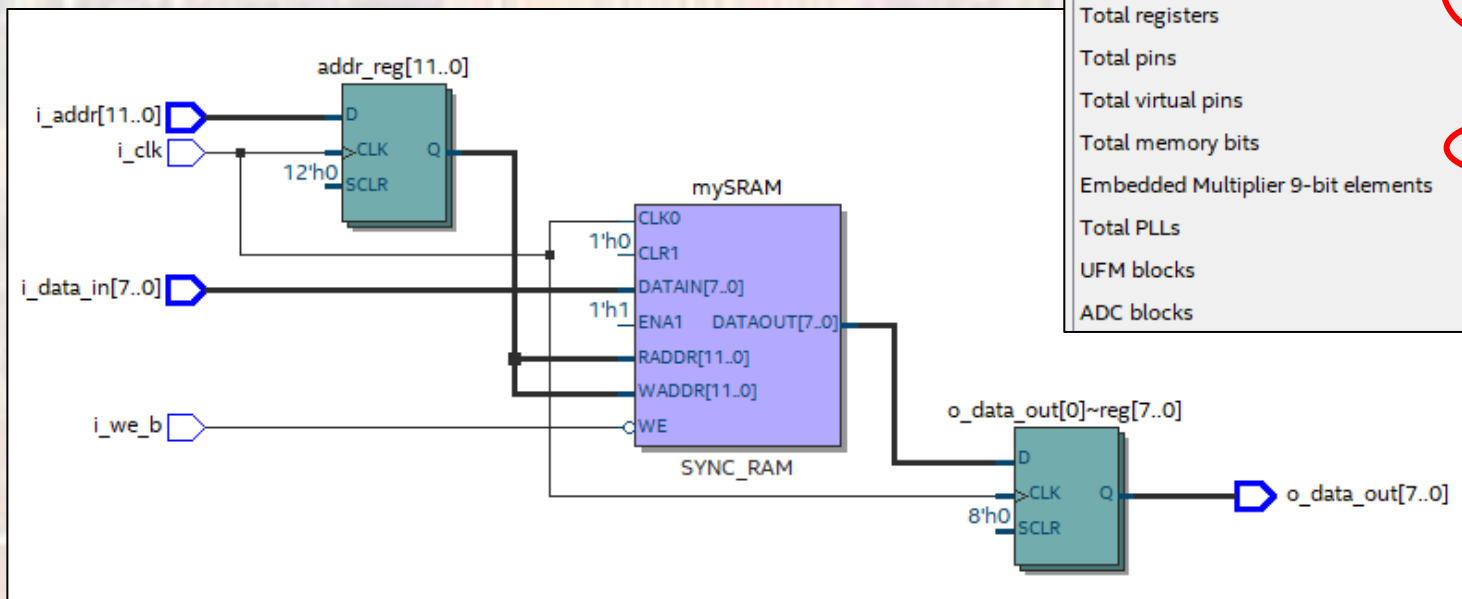 Total registers
Total pins
Total virtual pins
Total memory bits
Embedded Multiplier 9-bit elements
Total PLLs
UFM blocks
ADC blocks
addr_reg[11..0]
i_addr[11..0]
D
i_clk
CLK
Q
12'h0
SCLR
mySRAM
CLK0
1'h0
CLR1
i_data_in[7..0]
DATAIN[7..0]
1'h1
ENA1 DATAOUT[7..0]
RADDR[11..0]
WADDR[11..0]
i_we_b
WE
SYNC_RAM
o_data_out[0]~reg[7..0]
D
CLK
Q
o_data_out[7..0]
8'h0
SCLR